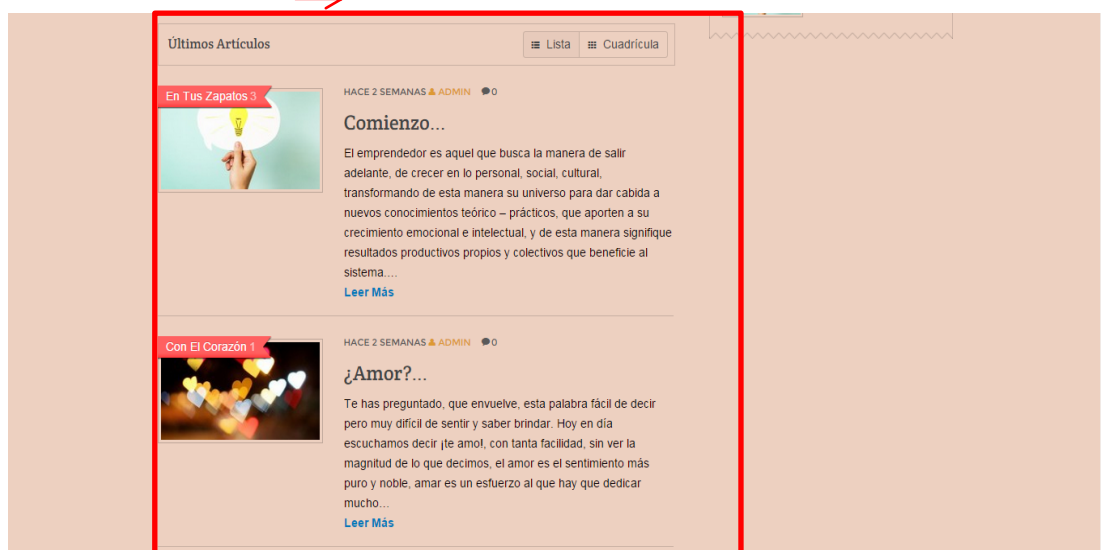 Últimos Artículos
Lista Cuadrícula
En Tus Zapatos 3
HACE 2 SEMANAS ADMIN 0
Comienzo...
El emprendedor es aquel que busca la manera de salir
adelante, de crecer en lo personal, social, cultural,
transformando de esta manera su universo para dar cabida a
nuevos conocimientos teórico – prácticos, que aporten a su
crecimiento emocional e intelectual, y de esta manera signifique
resultados productivos propios y colectivos que beneficie al
sistema....
Leer Más
Con El Corazón 1
HACE 2 SEMANAS ADMIN 0
¿Amor?...
Te has preguntado, que envuelve, esta palabra fácil de decir
pero muy difícil de sentir y saber brindar. Hoy en día
escuchamos decir ¡te amo!, con tanta facilidad, sin ver la
magnitud de lo que decimos, el amor es el sentimiento más
puro y noble, amar es un esfuerzo al que hay que dedicar
mucho...
Leer Más